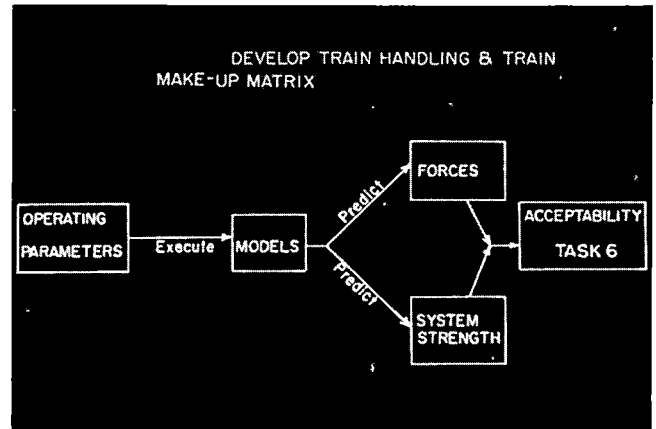 DEVELOP TRAIN HANDLING & TRAIN
MAKE-UP MATRIX
FORCES
Predict
OPERATING
PARAMETERS
Execute
MODELS
ACCEPTABILITY
TASK 6
Predict
SYSTEM
STRENGTH